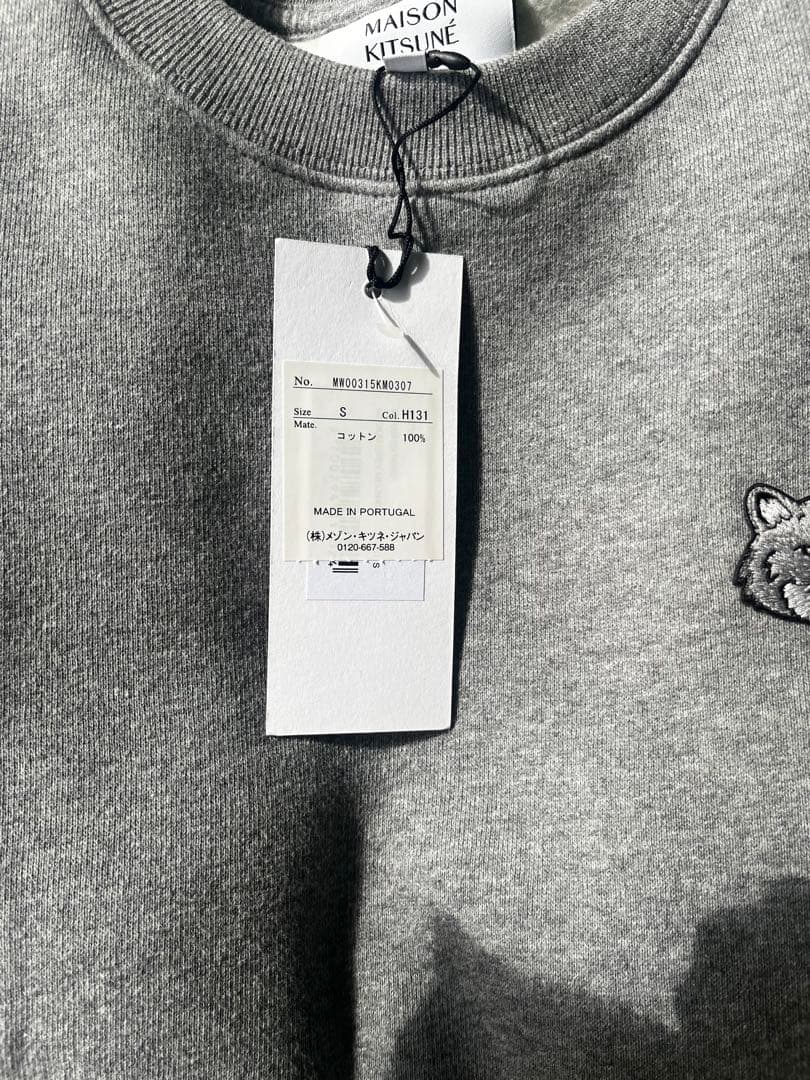 MAISON
KITSUNÉ
No. MW00315KM0307
Size S Col. H131
Mate.
コットン 100%
MADE IN PORTUGAL
(株)メゾン・キツネ・ジャパン
0120-667-588
S